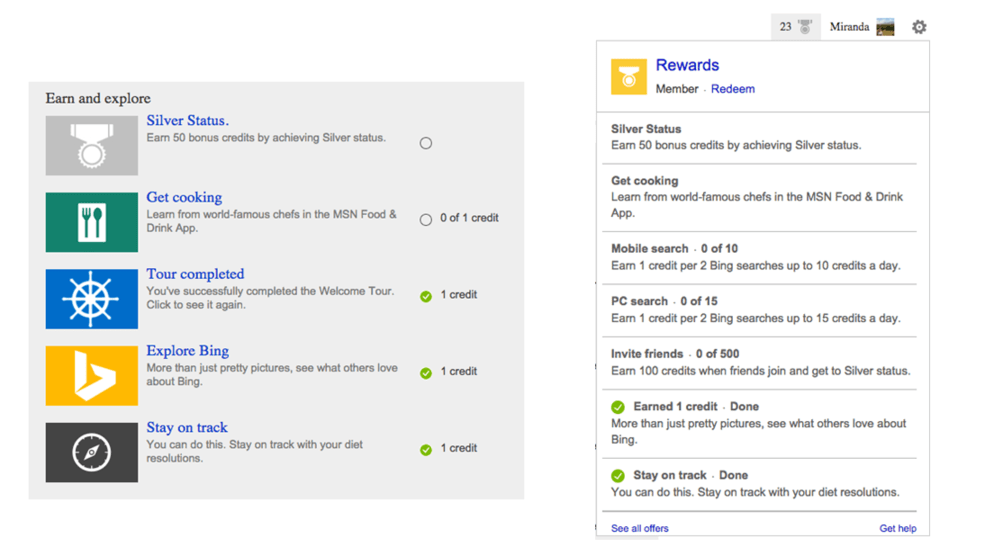 Earn and explore
Silver Status.
Earn 50 bonus credits by achieving Silver status.
Get cooking
Learn from world-famous chefs in the MSN Food &
Drink App.
0 of 1 credit
Tour completed
You've successfully completed the Welcome Tour.
Click to see it again.
1 credit
Explore Bing
More than just pretty pictures, see what others love
about Bing.
1 credit
Stay on track
You can do this. Stay on track with your diet
resolutions.
1 credit
23 Miranda
Rewards
Member · Redeem
Silver Status
Earn 50 bonus credits by achieving Silver status.
Get cooking
Learn from world-famous chefs in the MSN Food & Drink
App.
Mobile search · 0 of 10
Earn 1 credit per 2 Bing searches up to 10 credits a day.
PC search · 0 of 15
Earn 1 credit per 2 Bing searches up to 15 credits a day.
Invite friends · 0 of 500
Earn 100 credits when friends join and get to Silver status.
Earned 1 credit · Done
More than just pretty pictures, see what others love about
Bing.
Stay on track · Done
You can do this. Stay on track with your diet resolutions.
See all offers Get help